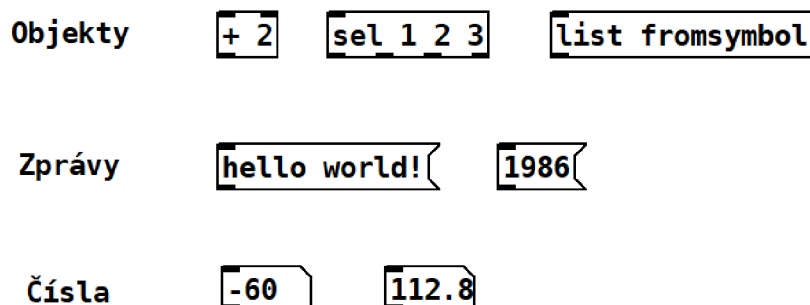 Objekty + 2 sel 1 2 3 list fromsymbol
Zprávy hello world! 1986
Čísla -60 112.8